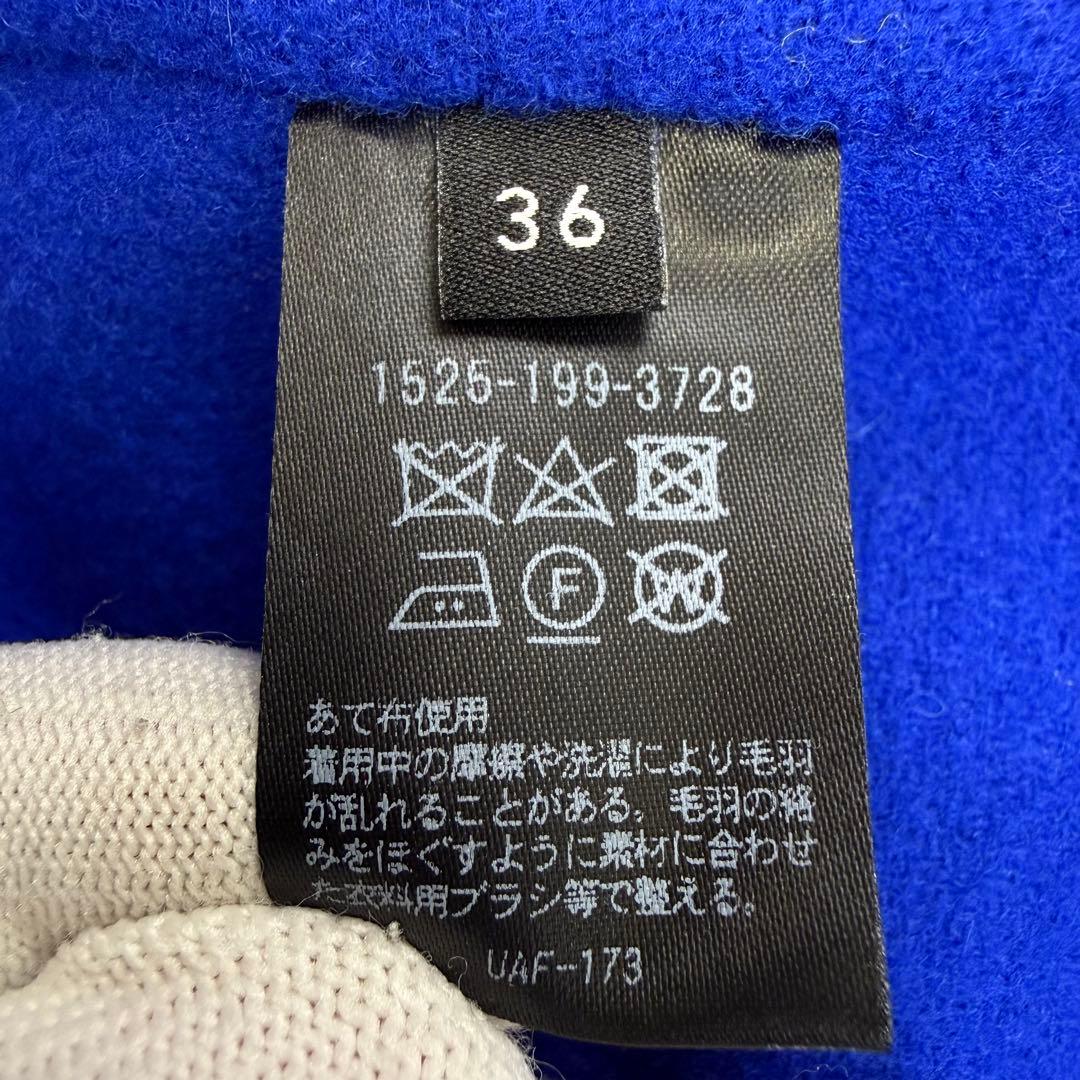 36
1525-199-3728
F
W
あて布使用
着用中の摩擦や洗濯により毛羽
が乱れることがある。毛羽の絡
みをほぐすように素材に合わせ
た衣料用ブラシ等で整える。
UAF-173